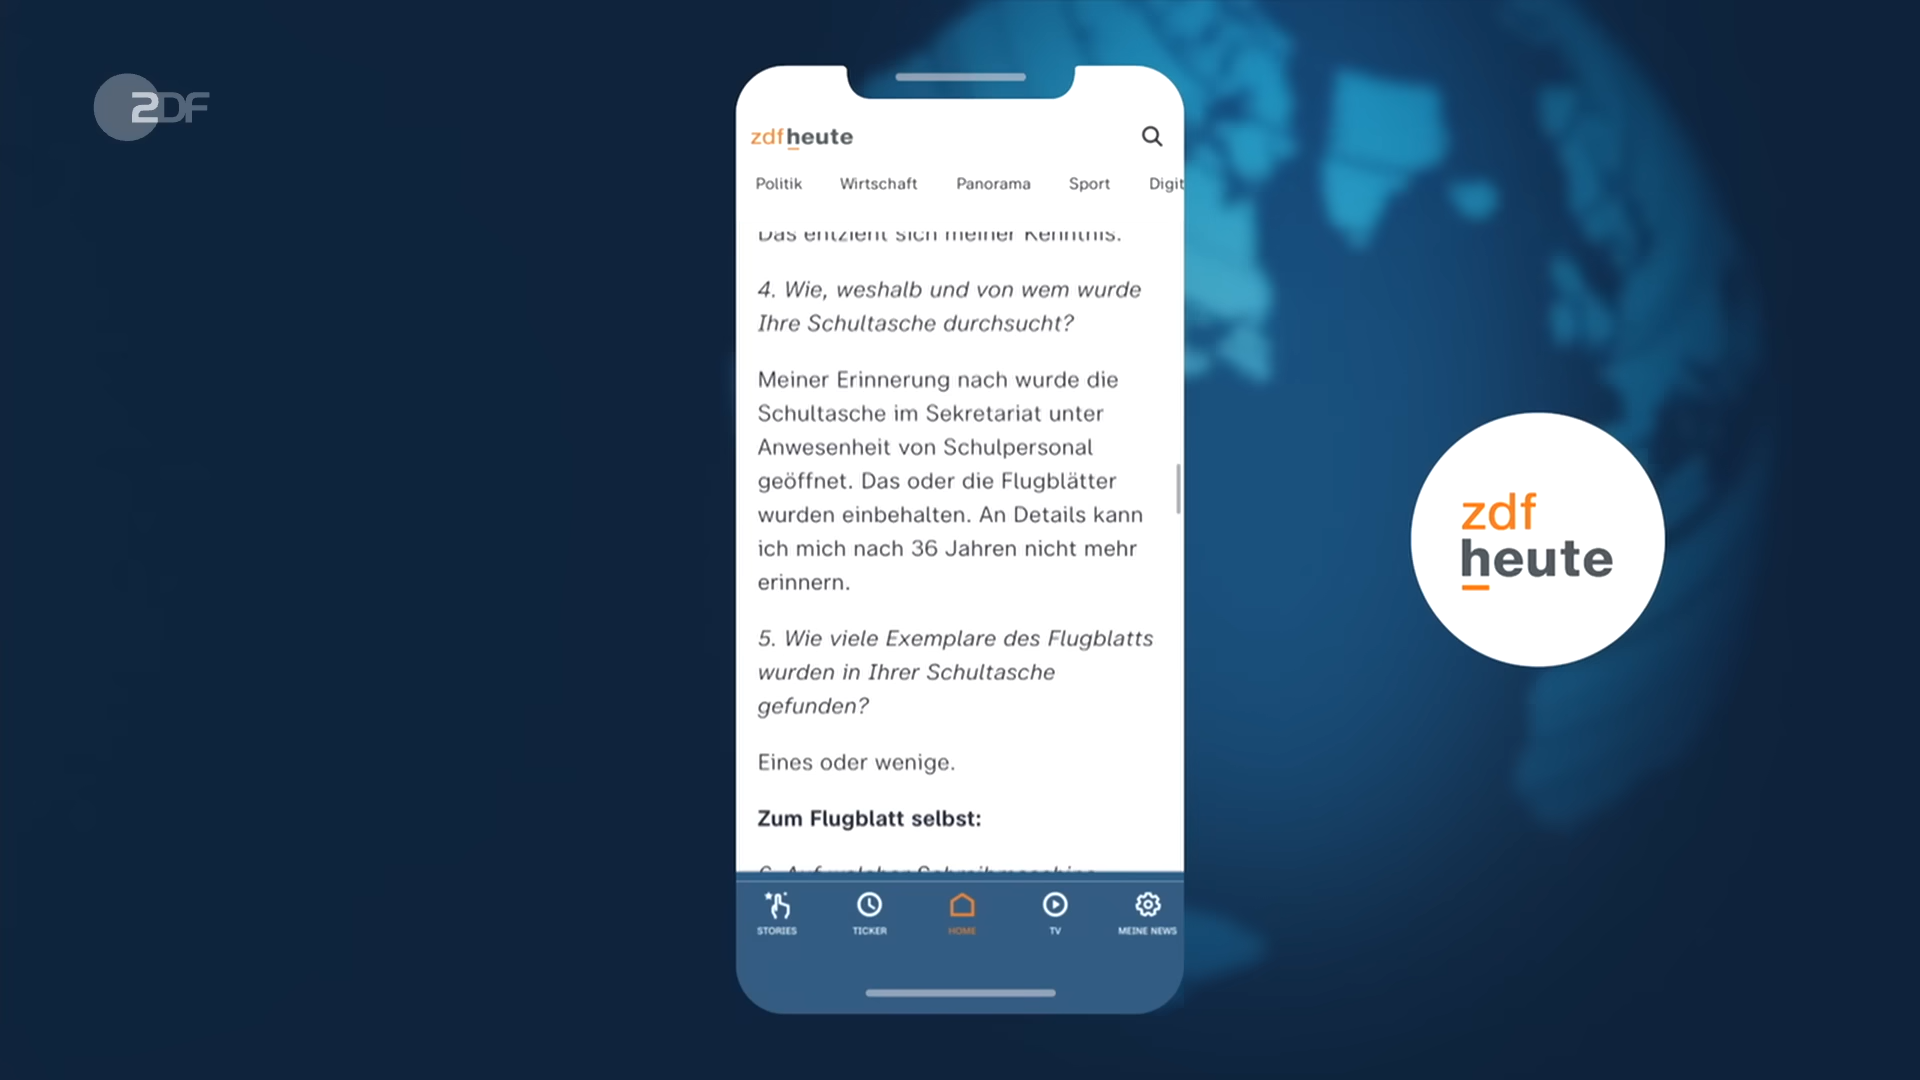 ZDF
zdfheute
Politik Wirtschaft Panorama Sport Digit
Das entzieht sich meiner Kenntnis.
4. Wie, weshalb und von wem wurde
Ihre Schultasche durchsucht?
Meiner Erinnerung nach wurde die
Schultasche im Sekretariat unter
Anwesenheit von Schulpersonal
geöffnet. Das oder die Flugblätter
wurden einbehalten. An Details kann
ich mich nach 36 Jahren nicht mehr
erinnern.
5. Wie viele Exemplare des Flugblatts
wurden in Ihrer Schultasche
gefunden?
Eines oder wenige.
Zum Flugblatt selbst:
6. Auf welcher Schreibmaschine
STORIES TICKER HOME TV MEINE NEWS
zdf
heute